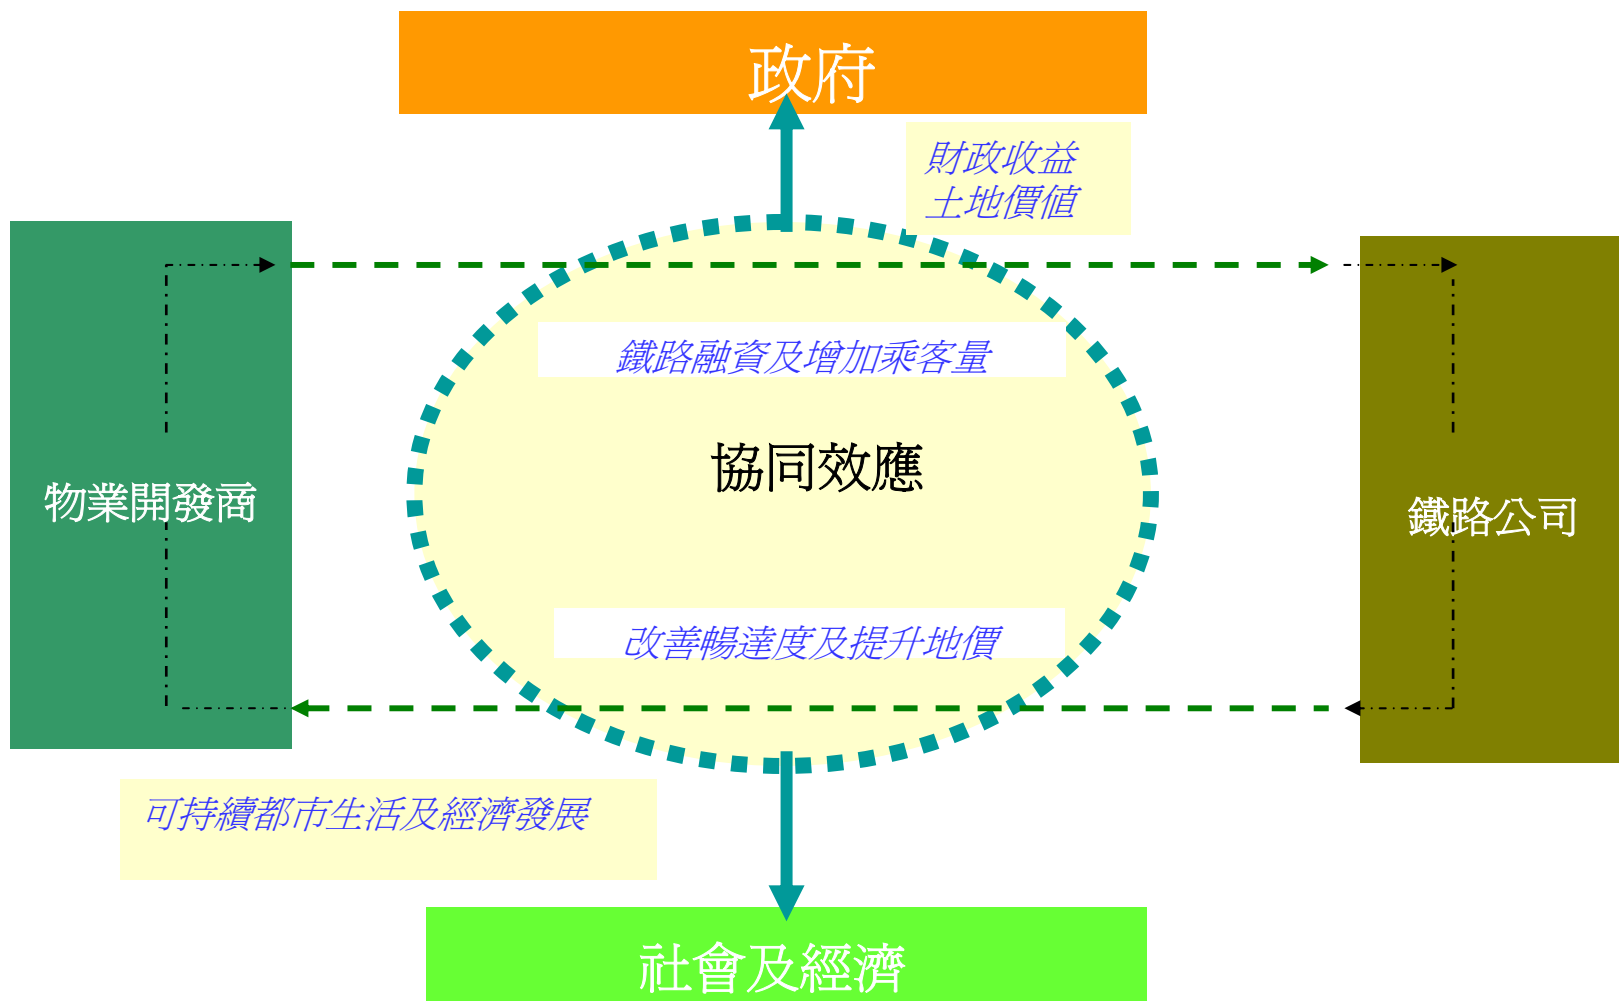 政府
財政收益
土地價值
鐵路融資及增加乘客量
協同效應
物業開發商
鐵路公司
改善暢達度及提升地價
可持續都市生活及經濟發展
社會及經濟